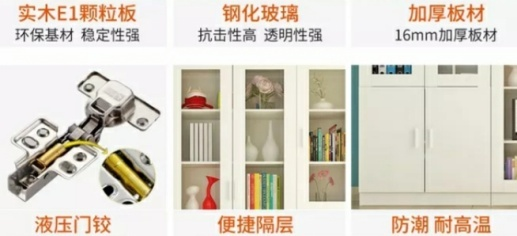 实木E1颗粒板
环保基材 稳定性强
钢化玻璃
抗击性高 透明性强
加厚板材
16mm加厚板材
液压门铰
便捷隔层
防潮 耐高温